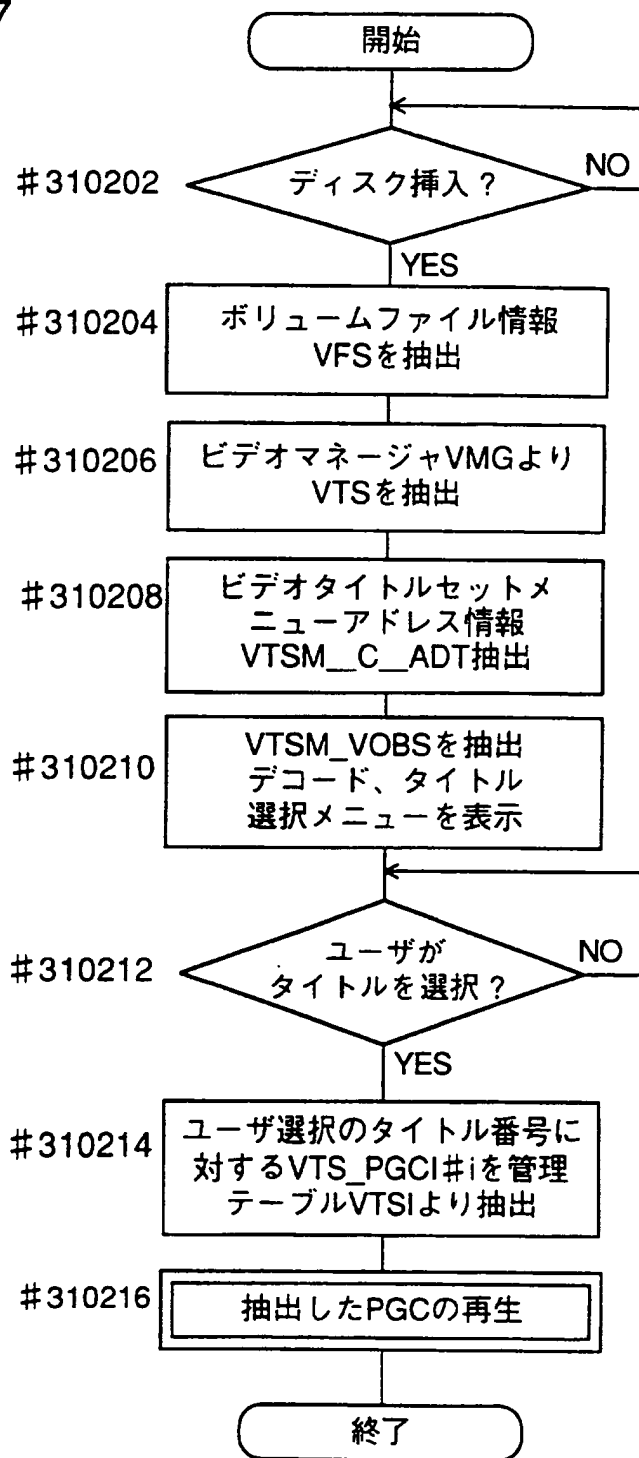 7
開始
#310202
ディスク挿入?
NO
YES
#310204
ボリュームファイル情報
VFSを抽出
#310206
ビデオマネージャVMGより
VTSを抽出
#310208
ビデオタイトルセットメ
ニューアドレス情報
VTSM__C__ADT抽出
#310210
VTSM_VOBSを抽出
デコード、タイトル
選択メニューを表示
#310212
ユーザが
タイトルを選択?
NO
YES
#310214
ユーザ選択のタイトル番号に
対するVTS_PGCI#iを管理
テーブルVTSIより抽出
#310216
抽出したPGCの再生
終了